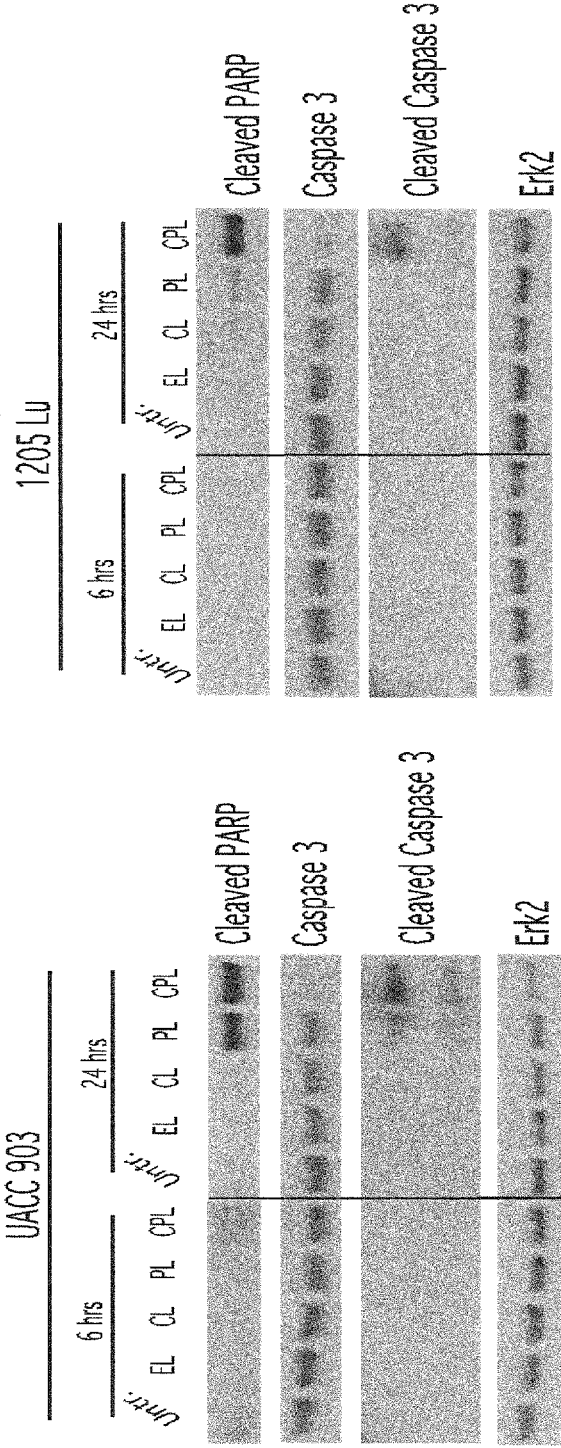 UACC 903
6 hrs 24 hrs
Untr. EL CL PL CPL Untr. EL CL PL CPL
Cleaved PARP
Caspase 3
Cleaved Caspase 3
Erk2
1205 Lu
6 hrs 24 hrs
Untr. EL CL PL CPL Untr. EL CL PL CPL
Cleaved PARP
Caspase 3
Cleaved Caspase 3
Erk2